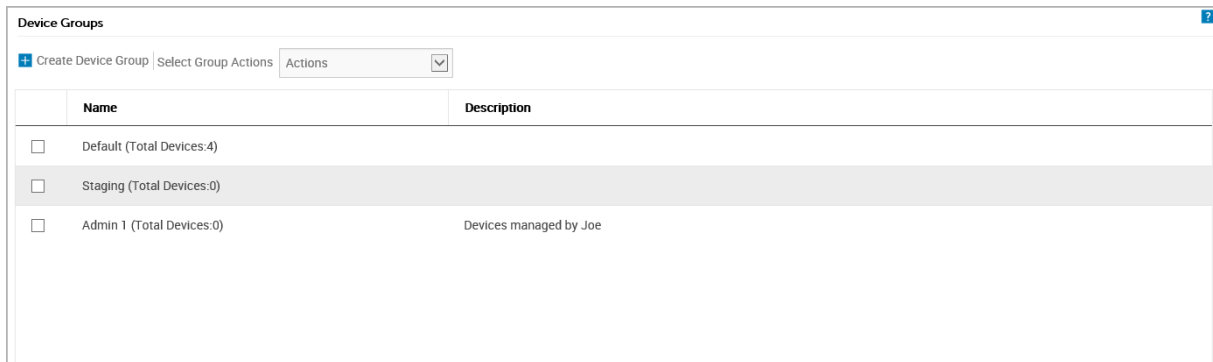 Device Groups
?
Create Device Group Select Group Actions Actions
Name Description
Default (Total Devices:4)
Staging (Total Devices:0)
Admin 1 (Total Devices:0) Devices managed by Joe